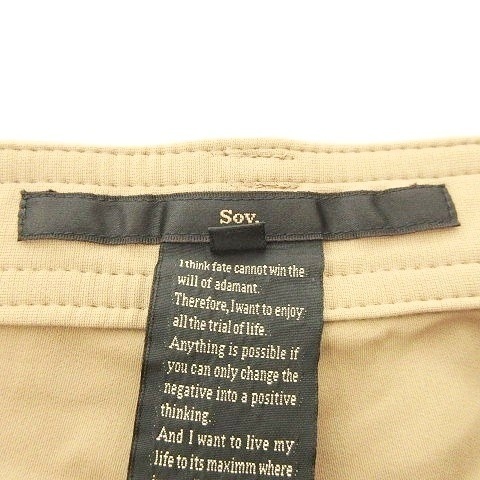 Sov.
I think fate cannot win the
will of adamant.
Therefore, I want to enjoy
all the trial of life.
Anything is possible if
you can only change the
negative into a positive
thinking.
And I want to live my
life to its maximm where